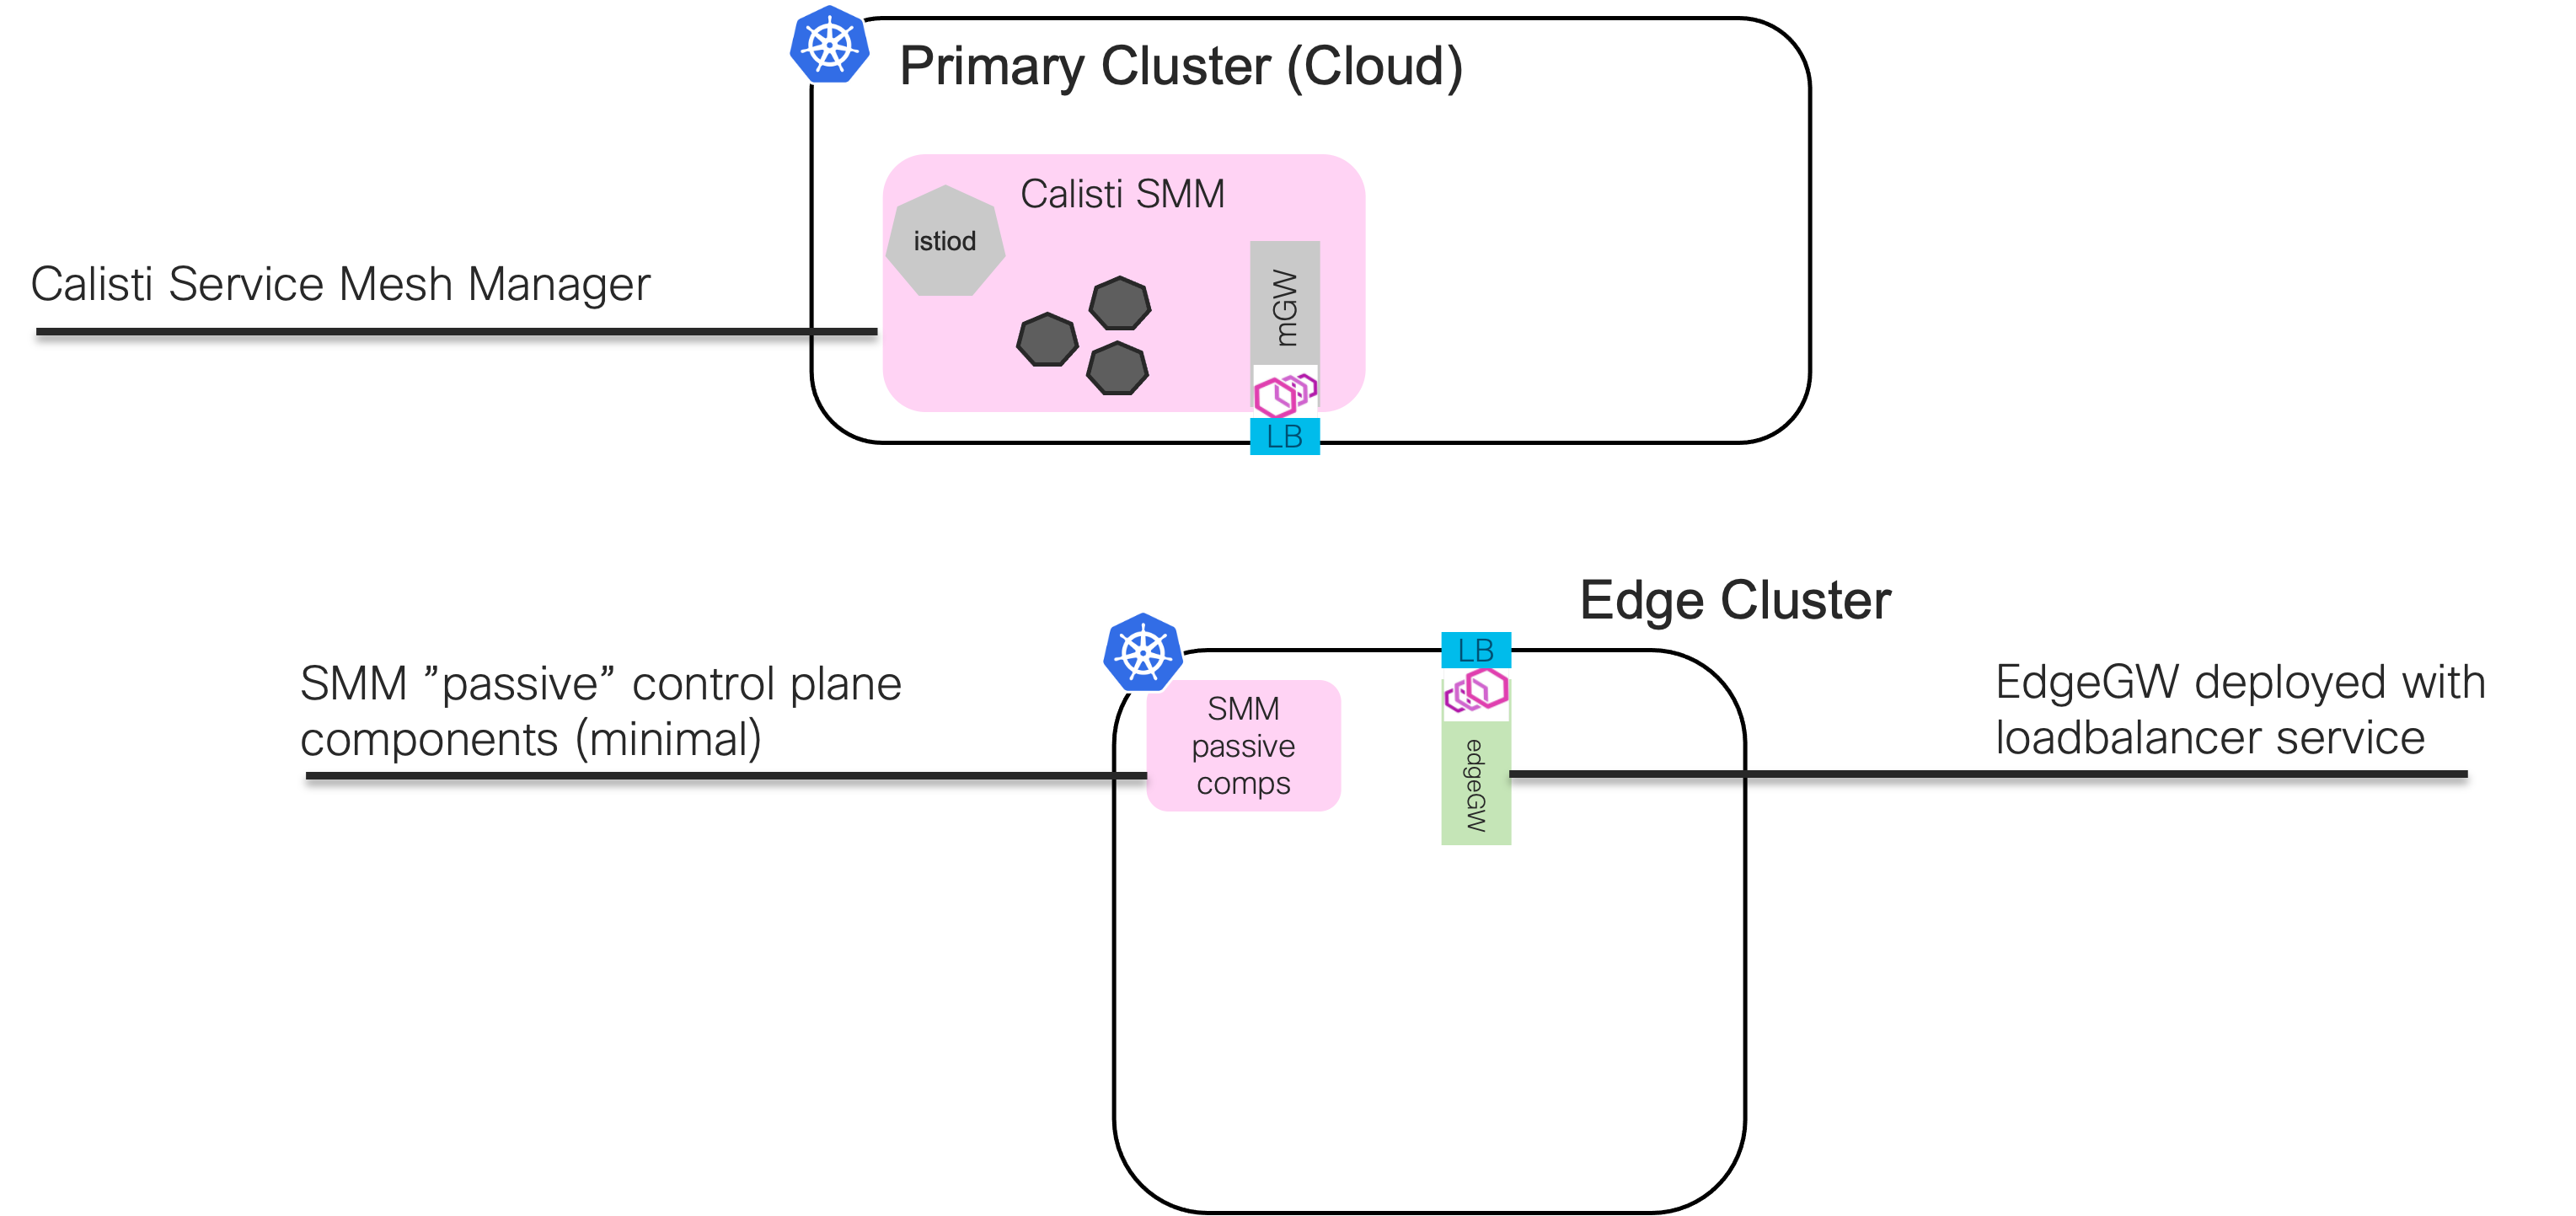 Primary Cluster (Cloud)
Calisti SMM
istiod
mGW
LB
Calisti Service Mesh Manager
Edge Cluster
LB
edgeGW
SMM
passive
comps
SMM ”passive” control plane
components (minimal)
EdgeGW deployed with
loadbalancer service